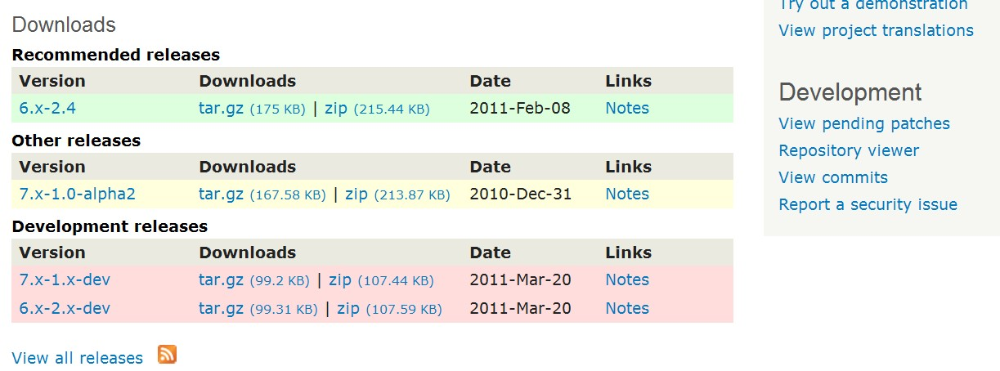 Downloads
Recommended releases
Version Downloads Date Links
6.x-2.4 tar.gz (175 KB) | zip (215.44 KB) 2011-Feb-08 Notes
Other releases
Version Downloads Date Links
7.x-1.0-alpha2 tar.gz (167.58 KB) | zip (213.87 KB) 2010-Dec-31 Notes
Development releases
Version Downloads Date Links
7.x-1.x-dev tar.gz (99.2 KB) | zip (107.44 KB) 2011-Mar-20 Notes
6.x-2.x-dev tar.gz (99.31 KB) | zip (107.59 KB) 2011-Mar-20 Notes
View all releases
Try out a demonstration
View project translations
Development
View pending patches
Repository viewer
View commits
Report a security issue